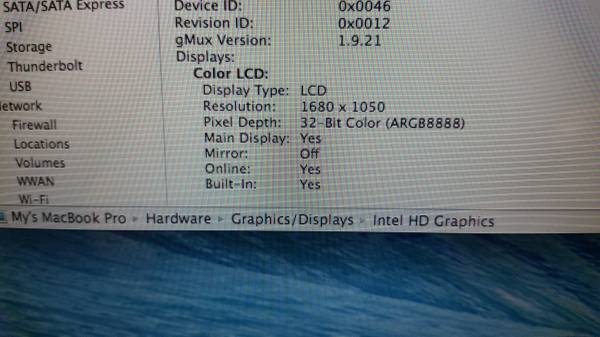 SATA/SATA Express
SPI
Storage
Thunderbolt
USB
etwork
Firewall
Locations
Volumes
WWAN
Wi-Fi
Device ID: 0x0046
Revision ID: 0x0012
gMux Version: 1.9.21
Displays:
Color LCD:
Display Type: LCD
Resolution: 1680 x 1050
Pixel Depth: 32-Bit Color (ARGB8888)
Main Display: Yes
Mirror: Off
Online: Yes
Built-In: Yes
My's MacBook Pro ▸ Hardware ▸ Graphics/Displays ▸ Intel HD Graphics